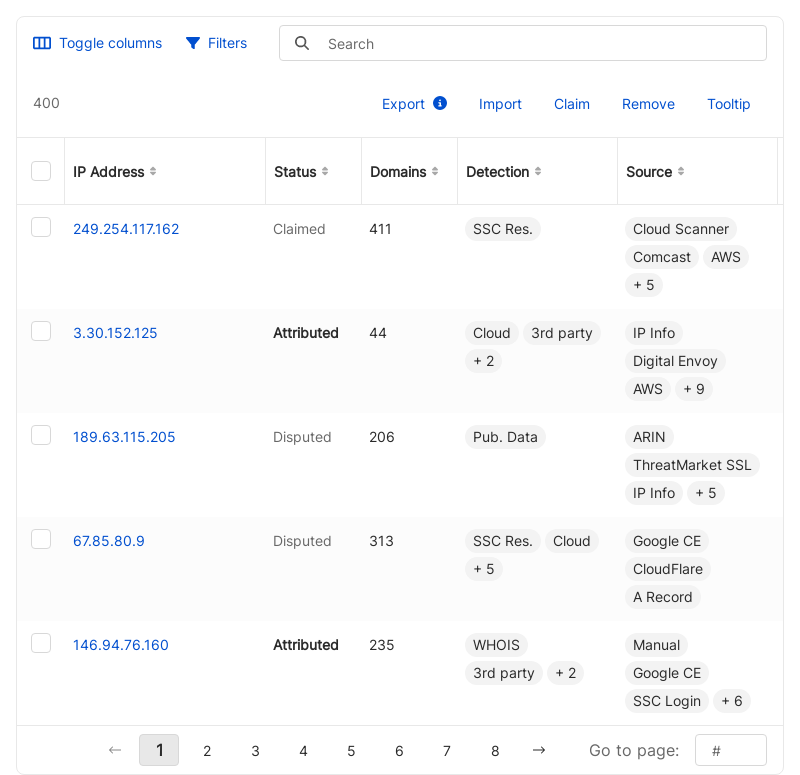 Toggle columns Filters Search
400 Export Import Claim Remove Tooltip
IP Address Status Domains Detection Source
249.254.117.162 Claimed 411 SSC Res. Cloud Scanner
Comcast AWS
+ 5
3.30.152.125 Attributed 44 Cloud 3rd party IP Info
+ 2 Digital Envoy
AWS + 9
189.63.115.205 Disputed 206 Pub. Data ARIN
ThreatMarket SSL
IP Info + 5
67.85.80.9 Disputed 313 SSC Res. Cloud Google CE
+ 5 CloudFlare
A Record
146.94.76.160 Attributed 235 WHOIS Manual
3rd party + 2 Google CE
SSC Login + 6
← 1 2 3 4 5 6 7 8 → Go to page: #